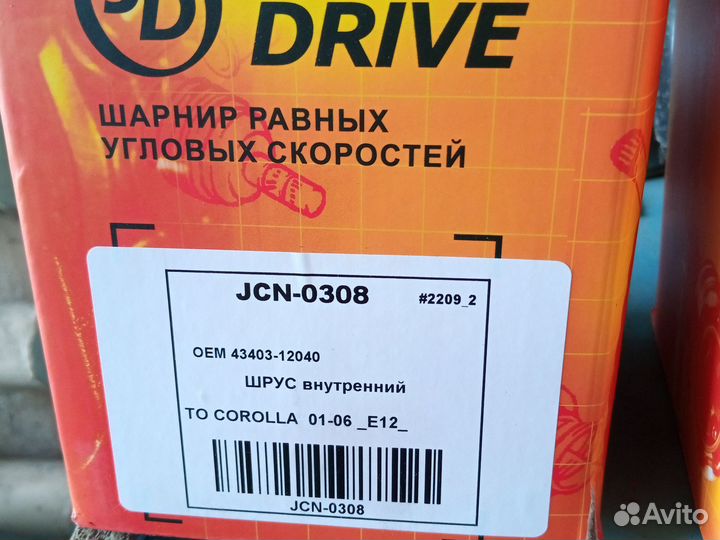 JD
DRIVE
ШАРНИР РАВНЫХ
УГЛОВЫХ СКОРОСТЕЙ
JCN-0308 #2209_2
OEM 43403-12040
ШРУС внутренний
TO COROLLA 01-06 _E12_
JCN-0308
Avito